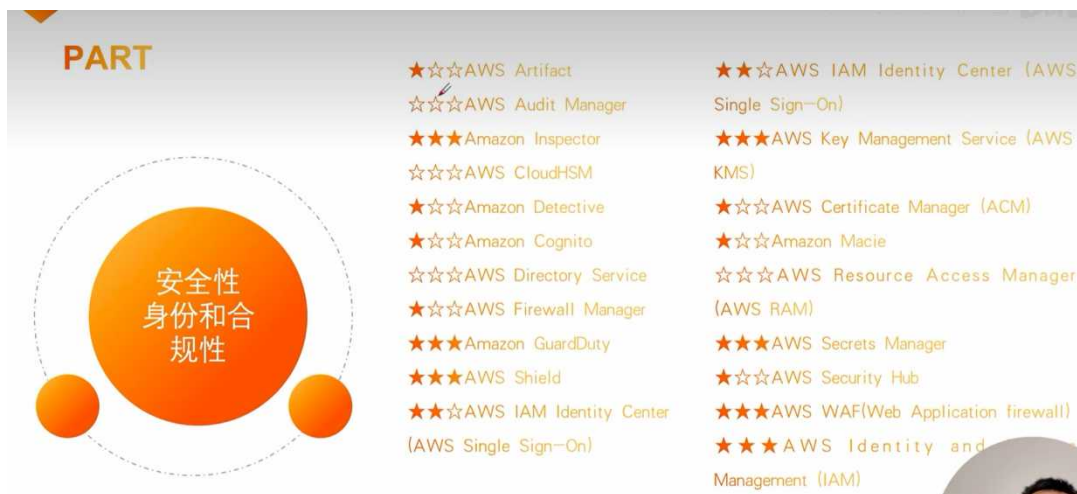 PART
安全性
身份和合
规性
★☆☆AWS Artifact
☆☆☆AWS Audit Manager
★★★Amazon Inspector
☆☆☆AWS CloudHSM
★☆☆Amazon Detective
★☆☆Amazon Cognito
☆☆☆AWS Directory Service
★☆☆AWS Firewall Manager
★★★Amazon GuardDuty
★★★AWS Shield
★★☆AWS IAM Identity Center
(AWS Single Sign-On)
★★☆AWS IAM Identity Center (AWS
Single Sign-On)
★★★AWS Key Management Service (AWS
KMS)
★☆☆AWS Certificate Manager (ACM)
★☆☆Amazon Macie
☆☆☆AWS Resource Access Manager
(AWS RAM)
★★★AWS Secrets Manager
★☆☆AWS Security Hub
★★★AWS WAF(Web Application firewall)
★★★AWS Identity and
Management (IAM)